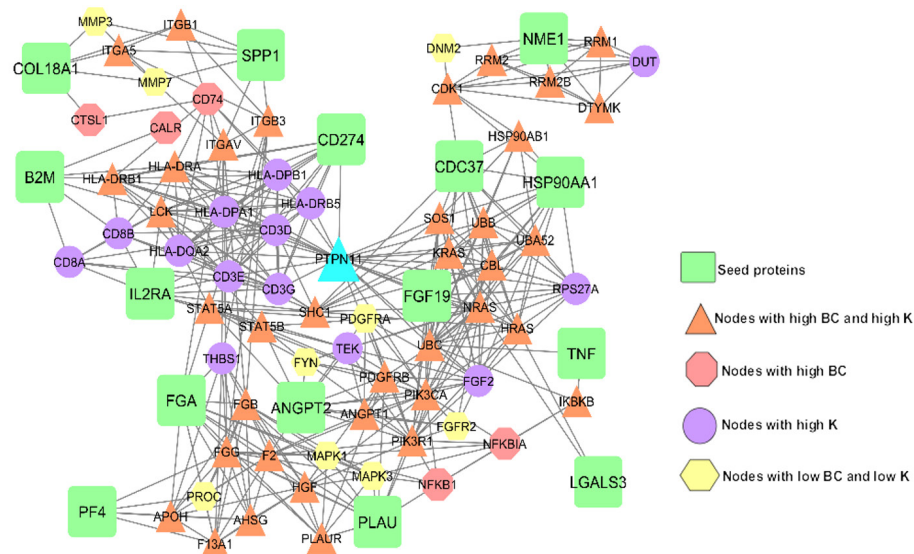 MMP3
ITGB1
ITGA5
SPP1
COL18A1
MMP7
CD74
CTSL1
CALR
ITGB3
ITGAV
CD274
HLA-DRA
HLA-DPB1
B2M
HLA-DRB1
HLA-DRB5
LCK
HLA-DPA1
CD8B
CD3D
HLA-DQA2
CD8A
CD3E
CD3G
PTPN11
IL2RA
STAT5A
SHC1
STAT5B
PDGFRA
NME1
RRM1
DNM2
RRM2
DUT
CDK1
RRM2B
DTYMK
HSP90AB1
CDC37
HSP90AA1
SOS1
UBB
UBA52
KRAS
CBL
RPS27A
FGF19
NRAS
HRAS
UBC
TNF
THBS1
FYN
TEK
PDGFRB
FGF2
FGA
FGB
ANGPT2
ANGPT1
PIK3CA
IKBKB
FGFR2
PIK3R1
NFKBIA
FGG
F2
MAPK1
MAPK3
NFKB1
LGALS3
PROC
HGF
PF4
APOH
AHSG
PLAU
F13A1
PLAUR
Seed proteins
Nodes with high BC and high K
Nodes with high BC
Nodes with high K
Nodes with low BC and low K